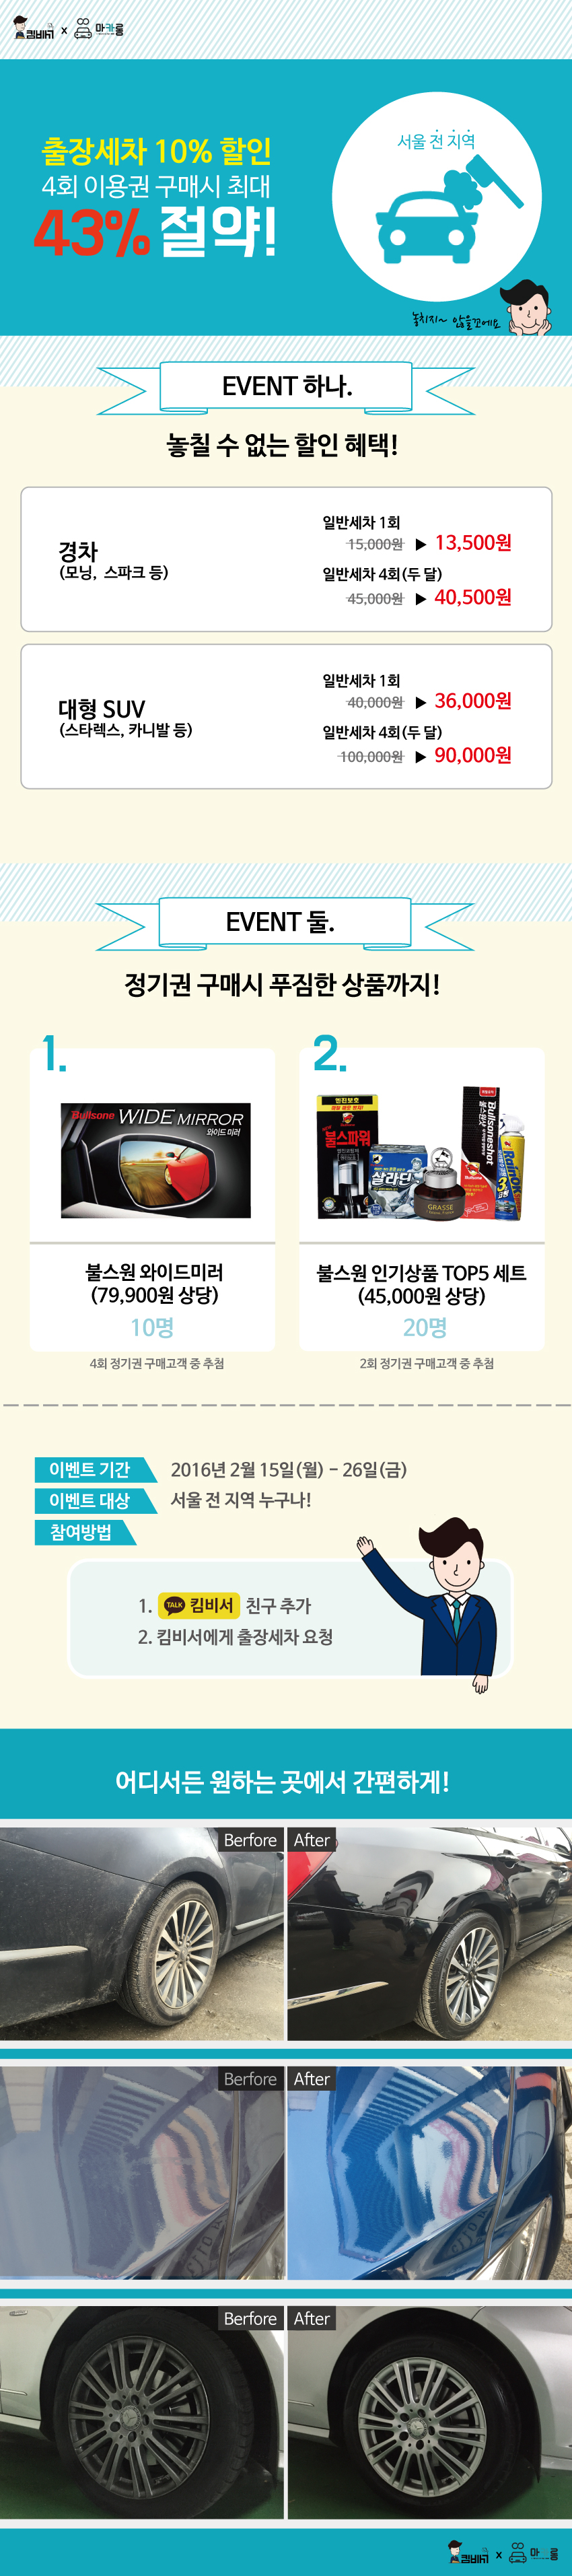 킴비서 x 마카롱
출장세차 10% 할인
4회 이용권 구매시 최대
43% 절약!
서울 전 지역
놓치지~ 않을꼬에요
EVENT 하나.
놓칠 수 없는 할인 혜택!
경차
(모닝, 스파크 등)
일반세차 1회
15,000원 ▶ 13,500원
일반세차 4회(두 달)
45,000원 ▶ 40,500원
대형 SUV
(스타렉스, 카니발 등)
일반세차 1회
40,000원 ▶ 36,000원
일반세차 4회(두 달)
100,000원 ▶ 90,000원
EVENT 둘.
정기권 구매시 푸짐한 상품까지!
1.
Bullsone WIDE MIRROR
와이드 미러
불스원 와이드미러
(79,900원 상당)
10명
4회 정기권 구매고객 중 추첨
2.
엔진보호
불스파워
살라딘
GRASSE
Bullsoneshot
불스원샷
Bullsone
RainOK
불스원 인기상품 TOP5 세트
(45,000원 상당)
20명
2회 정기권 구매고객 중 추첨
이벤트 기간 2016년 2월 15일(월) - 26일(금)
이벤트 대상 서울 전 지역 누구나!
참여방법
1. TALK 킴비서 친구 추가
2. 킴비서에게 출장세차 요청
어디서든 원하는 곳에서 간편하게!
Berfore After
Berfore After
Berfore After
킴비서 x 마카롱